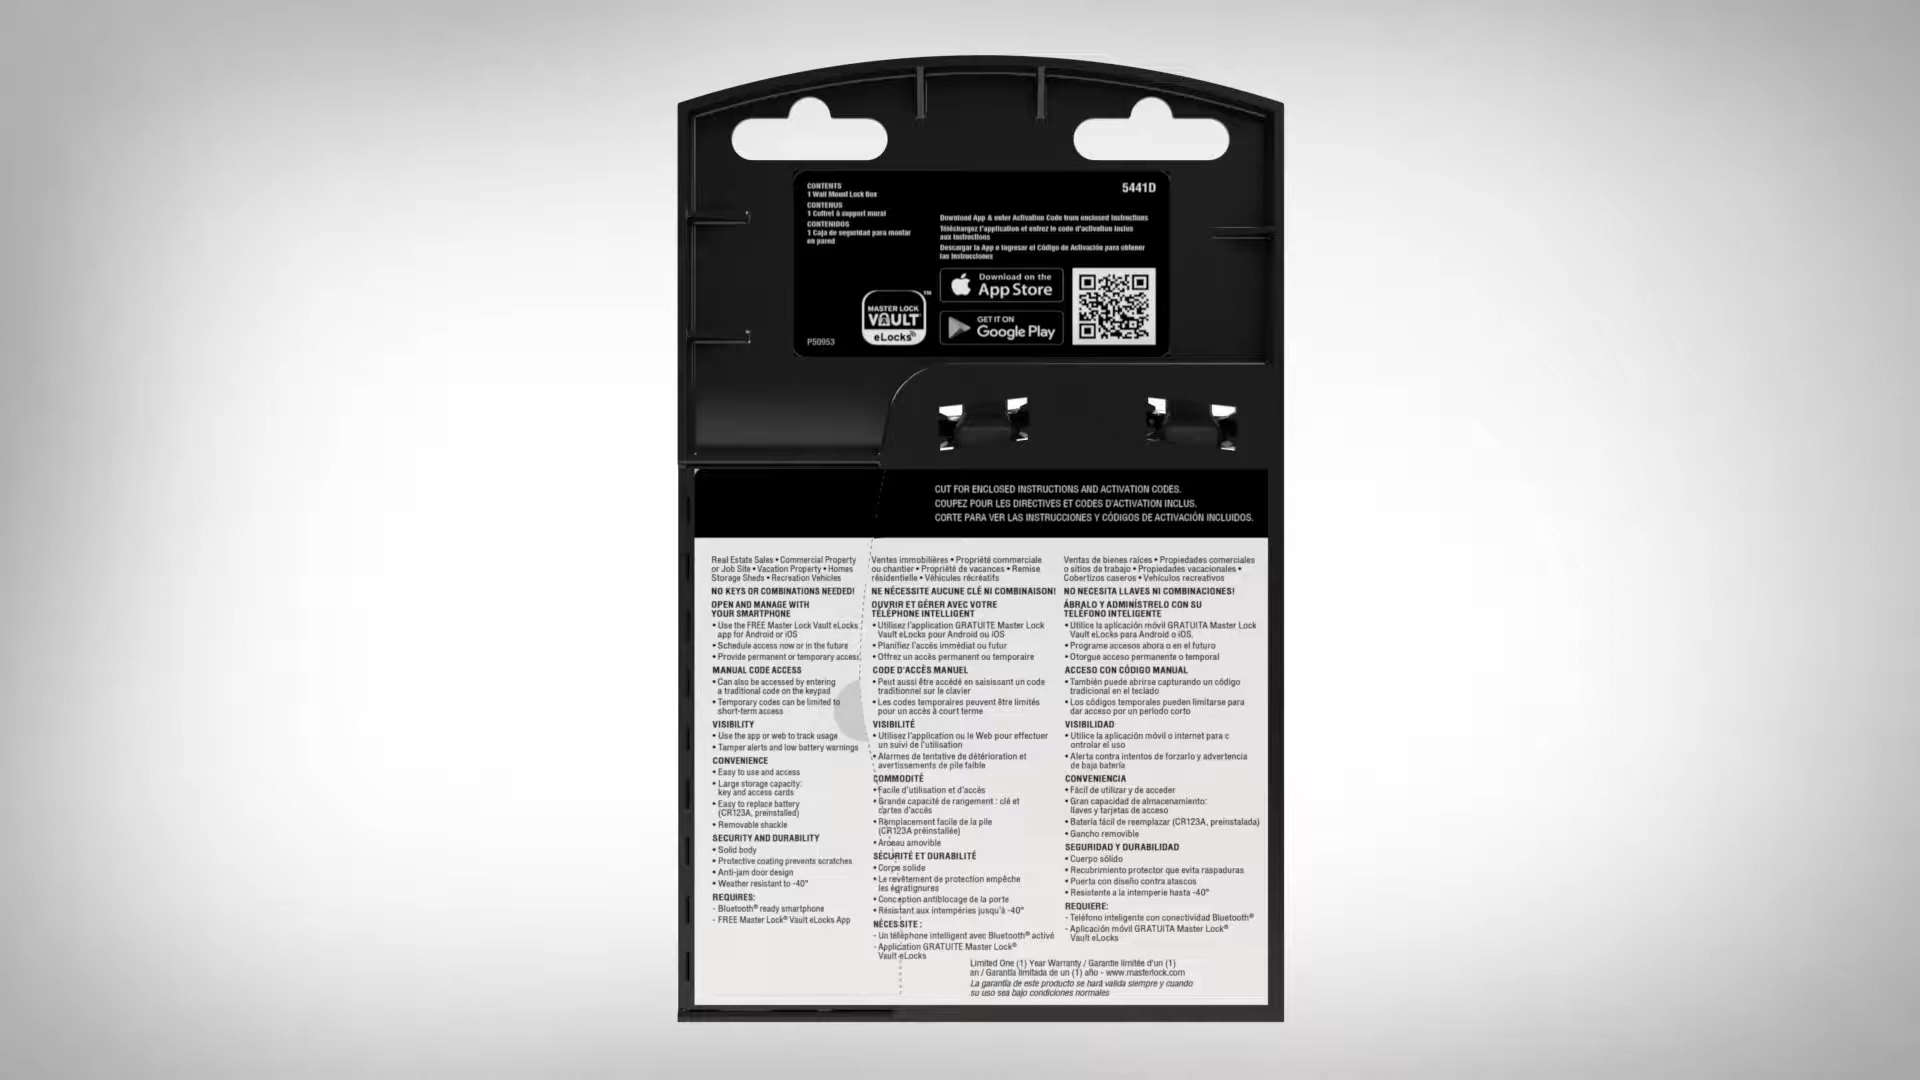 CONTENTS
1 Wall Mount Lock Box
CONTENUS
1 Coffret à support mural
CONTENIDOS
1 Caja de seguridad para montar
en pared
5441D
Download App & enter Activation Code from enclosed instructions
Téléchargez l'application et entrez le code d'activation inclus
aux instructions
Descargar la App e Ingresar el Código de Activación para obtener
las Instrucciones
Download on the
App Store
GET IT ON
Google Play
MASTER LOCK
VAULT
eLocks
TM
P50953
CUT FOR ENCLOSED INSTRUCTIONS AND ACTIVATION CODES.
COUPEZ POUR LES DIRECTIVES ET CODES D'ACTIVATION INCLUS.
CORTE PARA VER LAS INSTRUCCIONES Y CÓDIGOS DE ACTIVACIÓN INCLUIDOS.
Real Estate Sales • Commercial Property
or Job Site • Vacation Property • Homes
Storage Sheds • Recreation Vehicles
NO KEYS OR COMBINATIONS NEEDED!
OPEN AND MANAGE WITH
YOUR SMARTPHONE
• Use the FREE Master Lock Vault eLocks
app for Android or iOS
• Schedule access now or in the future
• Provide permanent or temporary access
MANUAL CODE ACCESS
• Can also be accessed by entering
a traditional code on the keypad
• Temporary codes can be limited to
short-term access
VISIBILITY
• Use the app or web to track usage
• Tamper alerts and low battery warnings
CONVENIENCE
• Easy to use and access
• Large storage capacity:
key and access cards
• Easy to replace battery
(CR123A, preinstalled)
• Removable shackle
SECURITY AND DURABILITY
• Solid body
• Protective coating prevents scratches
• Anti-jam door design
• Weather resistant to -40°
REQUIRES:
- Bluetooth® ready smartphone
- FREE Master Lock® Vault eLocks App
Ventes immobilières • Propriété commerciale
ou chantier • Propriété de vacances • Remise
résidentielle • Véhicules récréatifs
NE NÉCESSITE AUCUNE CLÉ NI COMBINAISON!
OUVRIR ET GÉRER AVEC VOTRE
TÉLÉPHONE INTELLIGENT
• Utilisez l'application GRATUITE Master Lock
Vault eLocks pour Android ou iOS
• Planifiez l'accès immédiat ou futur
• Offrez un accès permanent ou temporaire
CODE D'ACCÈS MANUEL
• Peut aussi être accédé en saisissant un code
traditionnel sur le clavier
• Les codes temporaires peuvent être limités
pour un accès à court terme
VISIBILITÉ
• Utilisez l'application ou le Web pour effectuer
un suivi de l'utilisation
• Alarmes de tentative de détérioration et
avertissements de pile faible
COMMODITÉ
• Facile d'utilisation et d'accès
• Grande capacité de rangement : clé et
cartes d'accès
• Remplacement facile de la pile
(CR123A préinstallée)
• Arceau amovible
SÉCURITÉ ET DURABILITÉ
• Corps solide
• Le revêtement de protection empêche
les égratignures
• Conception antiblocage de la porte
• Résistant aux intempéries jusqu'à -40°
NÉCESSITE :
- Un téléphone intelligent avec Bluetooth® activé
- Application GRATUITE Master Lock®
Vault eLocks
Ventas de bienes raíces • Propiedades comerciales
o sitios de trabajo • Propiedades vacacionales •
Cobertizos caseros • Vehículos recreativos
NO NECESITA LLAVES NI COMBINACIONES!
ÁBRALO Y ADMINÍSTRELO CON SU
TELÉFONO INTELIGENTE
• Utilice la aplicación móvil GRATUITA Master Lock
Vault eLocks para Android o iOS.
• Programe accesos ahora o en el futuro
• Otorgue acceso permanente o temporal
ACCESO CON CÓDIGO MANUAL
• También puede abrirse capturando un código
tradicional en el teclado
• Los códigos temporales pueden limitarse para
dar acceso por un período corto
VISIBILIDAD
• Utilice la aplicación móvil o internet para c
ontrolar el uso
• Alerta contra intentos de forzarlo y advertencia
de baja batería
CONVENIENCIA
• Fácil de utilizar y de acceder
• Gran capacidad de almacenamiento:
llaves y tarjetas de acceso
• Batería fácil de reemplazar (CR123A, preinstalada)
• Gancho removible
SEGURIDAD Y DURABILIDAD
• Cuerpo sólido
• Recubrimiento protector que evita raspaduras
• Puerta con diseño contra atascos
• Resistente a la intemperie hasta -40°
REQUIERE:
- Teléfono inteligente con conectividad Bluetooth®
- Aplicación móvil GRATUITA Master Lock®
Vault eLocks
Limited One (1) Year Warranty / Garantie limitée d'un (1)
an / Garantía limitada de un (1) año - www.masterlock.com
La garantía de este producto se hará valida siempre y cuando
su uso sea bajo condiciones normales